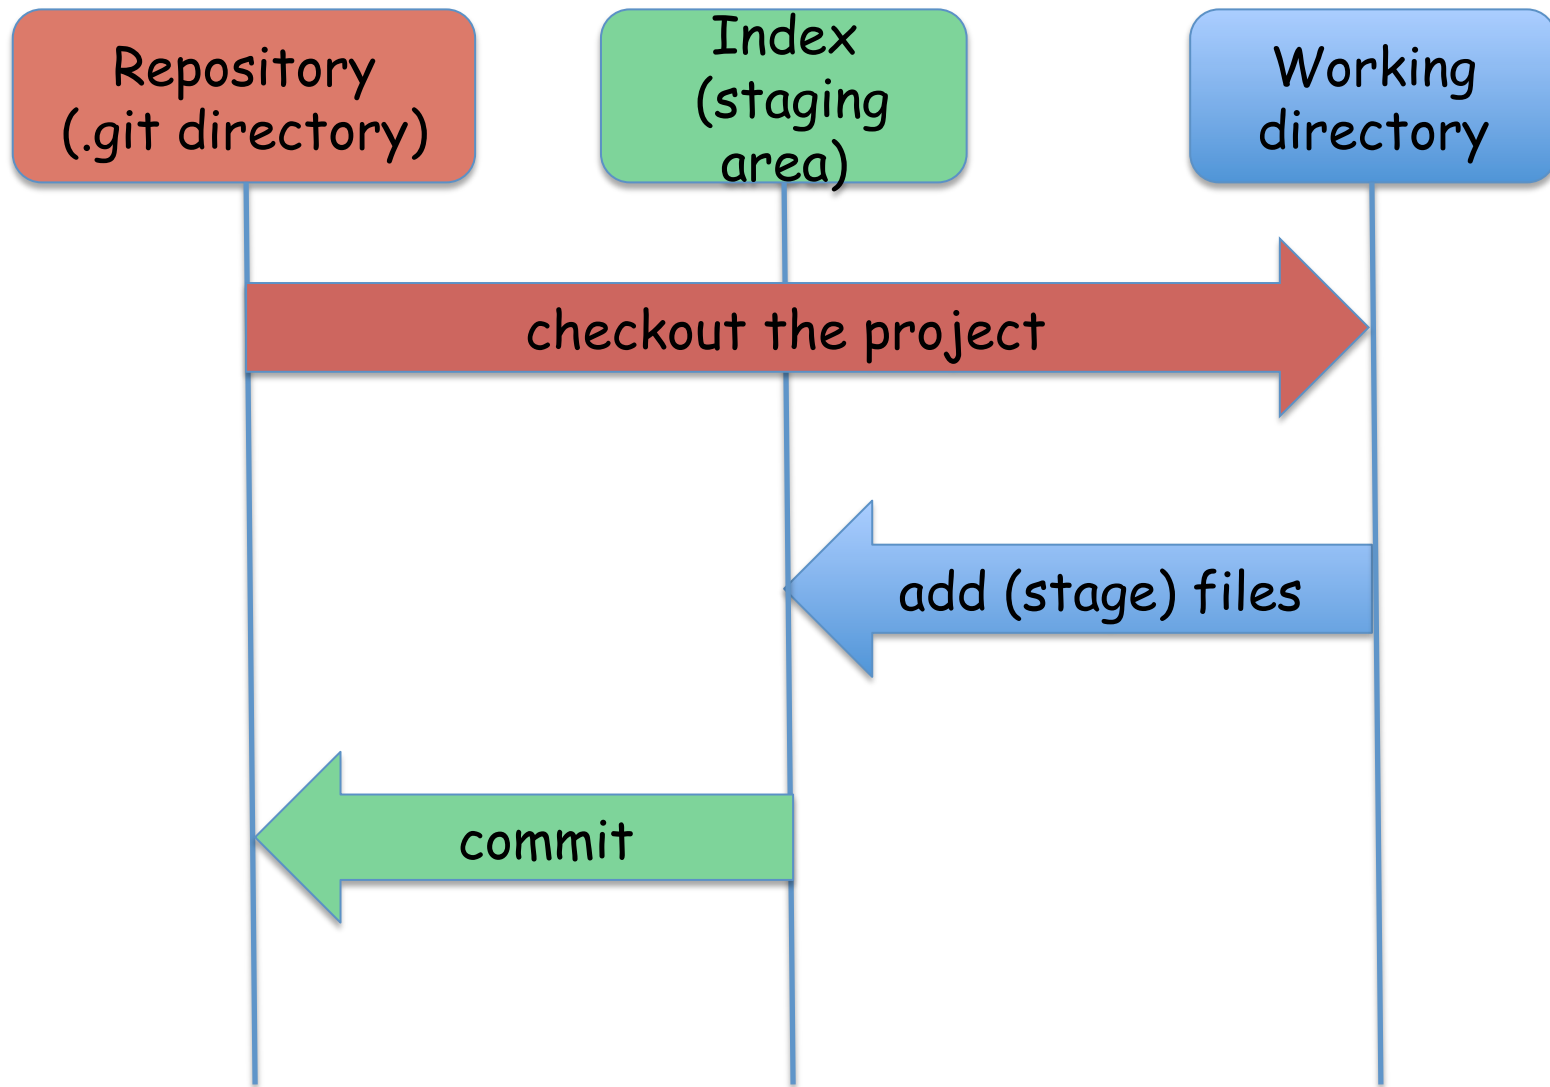 Repository
(.git directory)
Index
(staging
area)
Working
directory
checkout the project
add (stage) files
commit